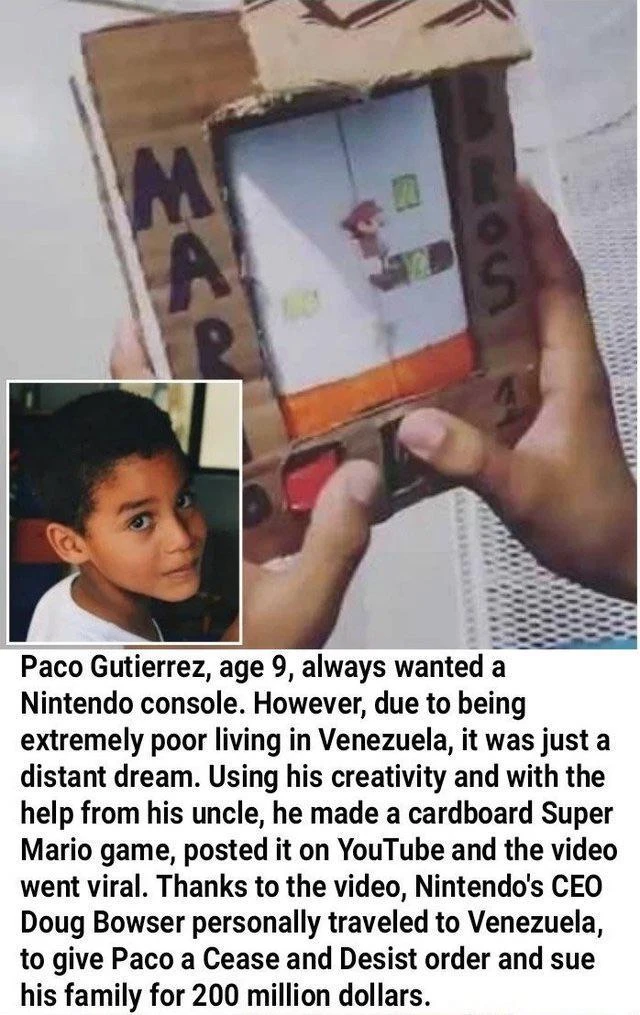 MAR
BROS
1
Paco Gutierrez, age 9, always wanted a
Nintendo console. However, due to being
extremely poor living in Venezuela, it was just a
distant dream. Using his creativity and with the
help from his uncle, he made a cardboard Super
Mario game, posted it on YouTube and the video
went viral. Thanks to the video, Nintendo's CEO
Doug Bowser personally traveled to Venezuela,
to give Paco a Cease and Desist order and sue
his family for 200 million dollars.